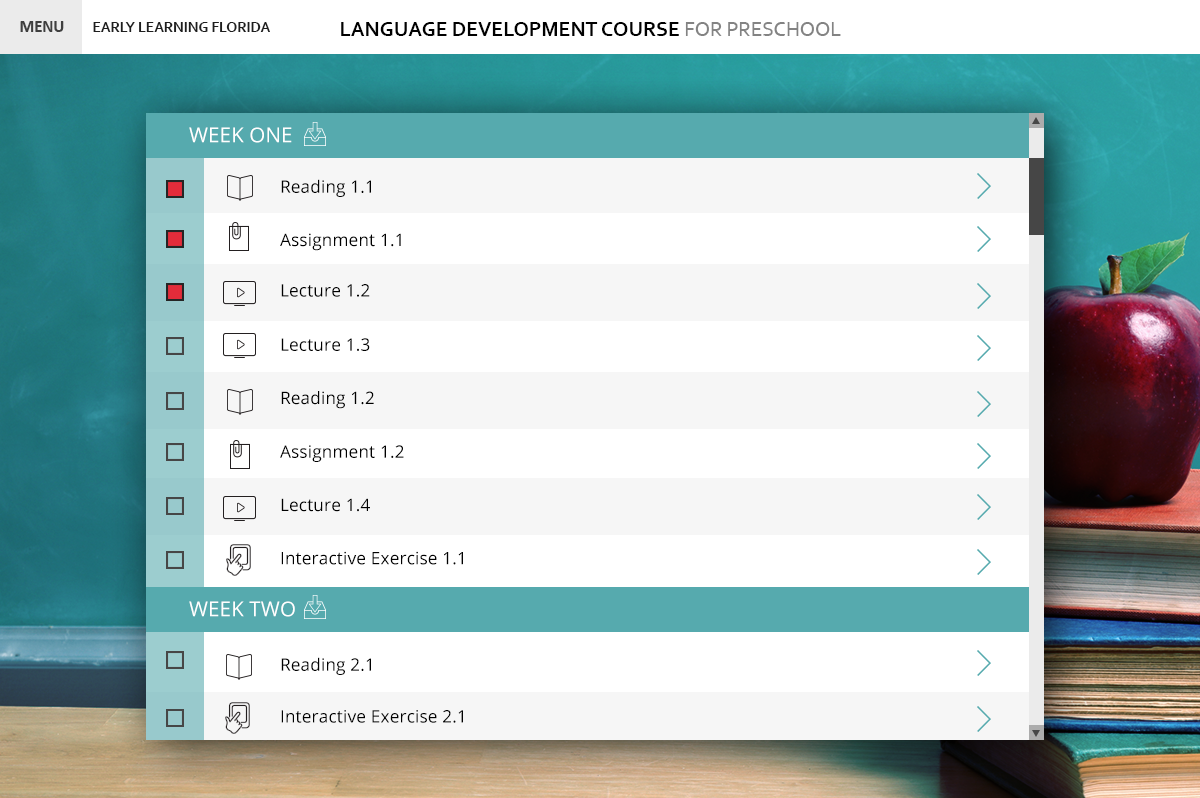 MENU
EARLY LEARNING FLORIDA
LANGUAGE DEVELOPMENT COURSE FOR PRESCHOOL
WEEK ONE
Reading 1.1
Assignment 1.1
Lecture 1.2
Lecture 1.3
Reading 1.2
Assignment 1.2
Lecture 1.4
Interactive Exercise 1.1
WEEK TWO
Reading 2.1
Interactive Exercise 2.1